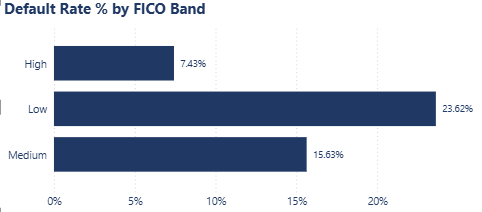 Default Rate % by FICO Band
High
7.43%
Low
23.62%
Medium
15.63%
0% 5% 10% 15% 20%